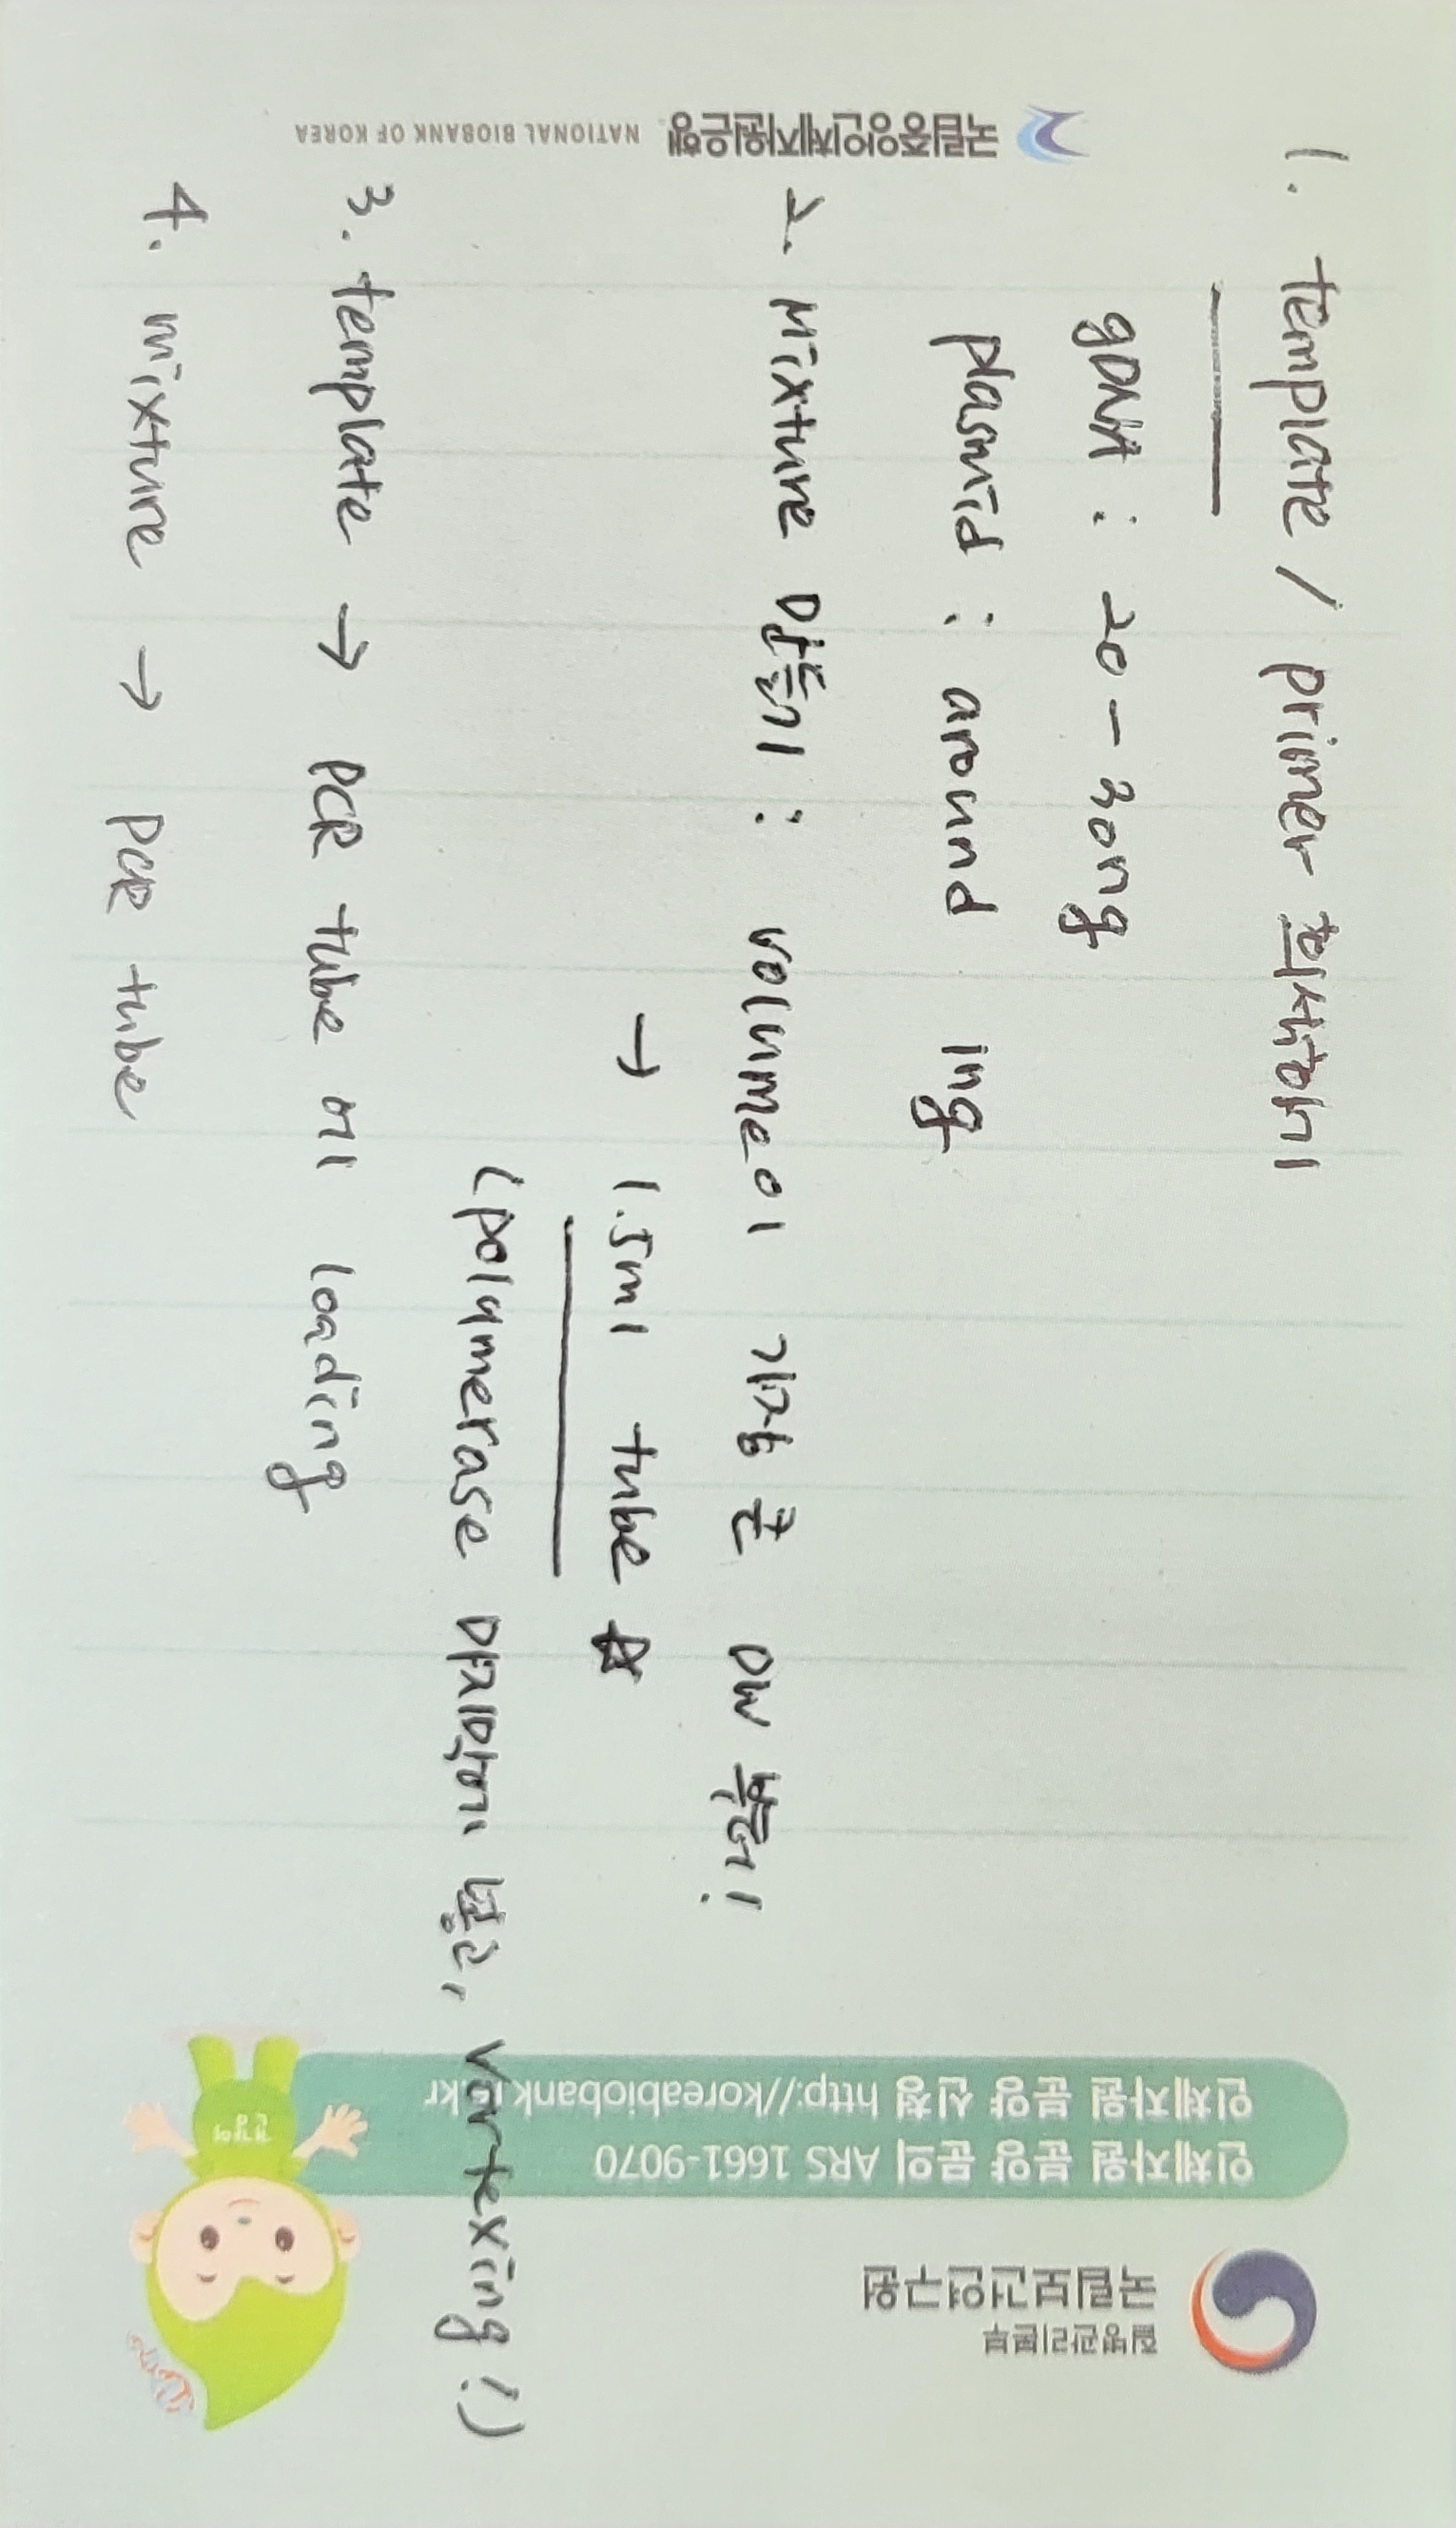 1. template / primer 희석하기
gDNA : 20 - 30ng
plasmid : around 1ng
2. Mixture 만들기 : volume이 가장 큰 DW 부터!
→ 1.5ml tube ☆
(polymerase 마지막에 넣고, vortexing!)
3. template → PCR tube 에 loading
4. mixture → PCR tube
질병관리본부
국립보건연구원
인체자원 분양 문의 ARS 1661-9070
인체자원 분양 신청 http://koreabiobank.re.kr
국립중앙인체자원은행 NATIONAL BIOBANK OF KOREA